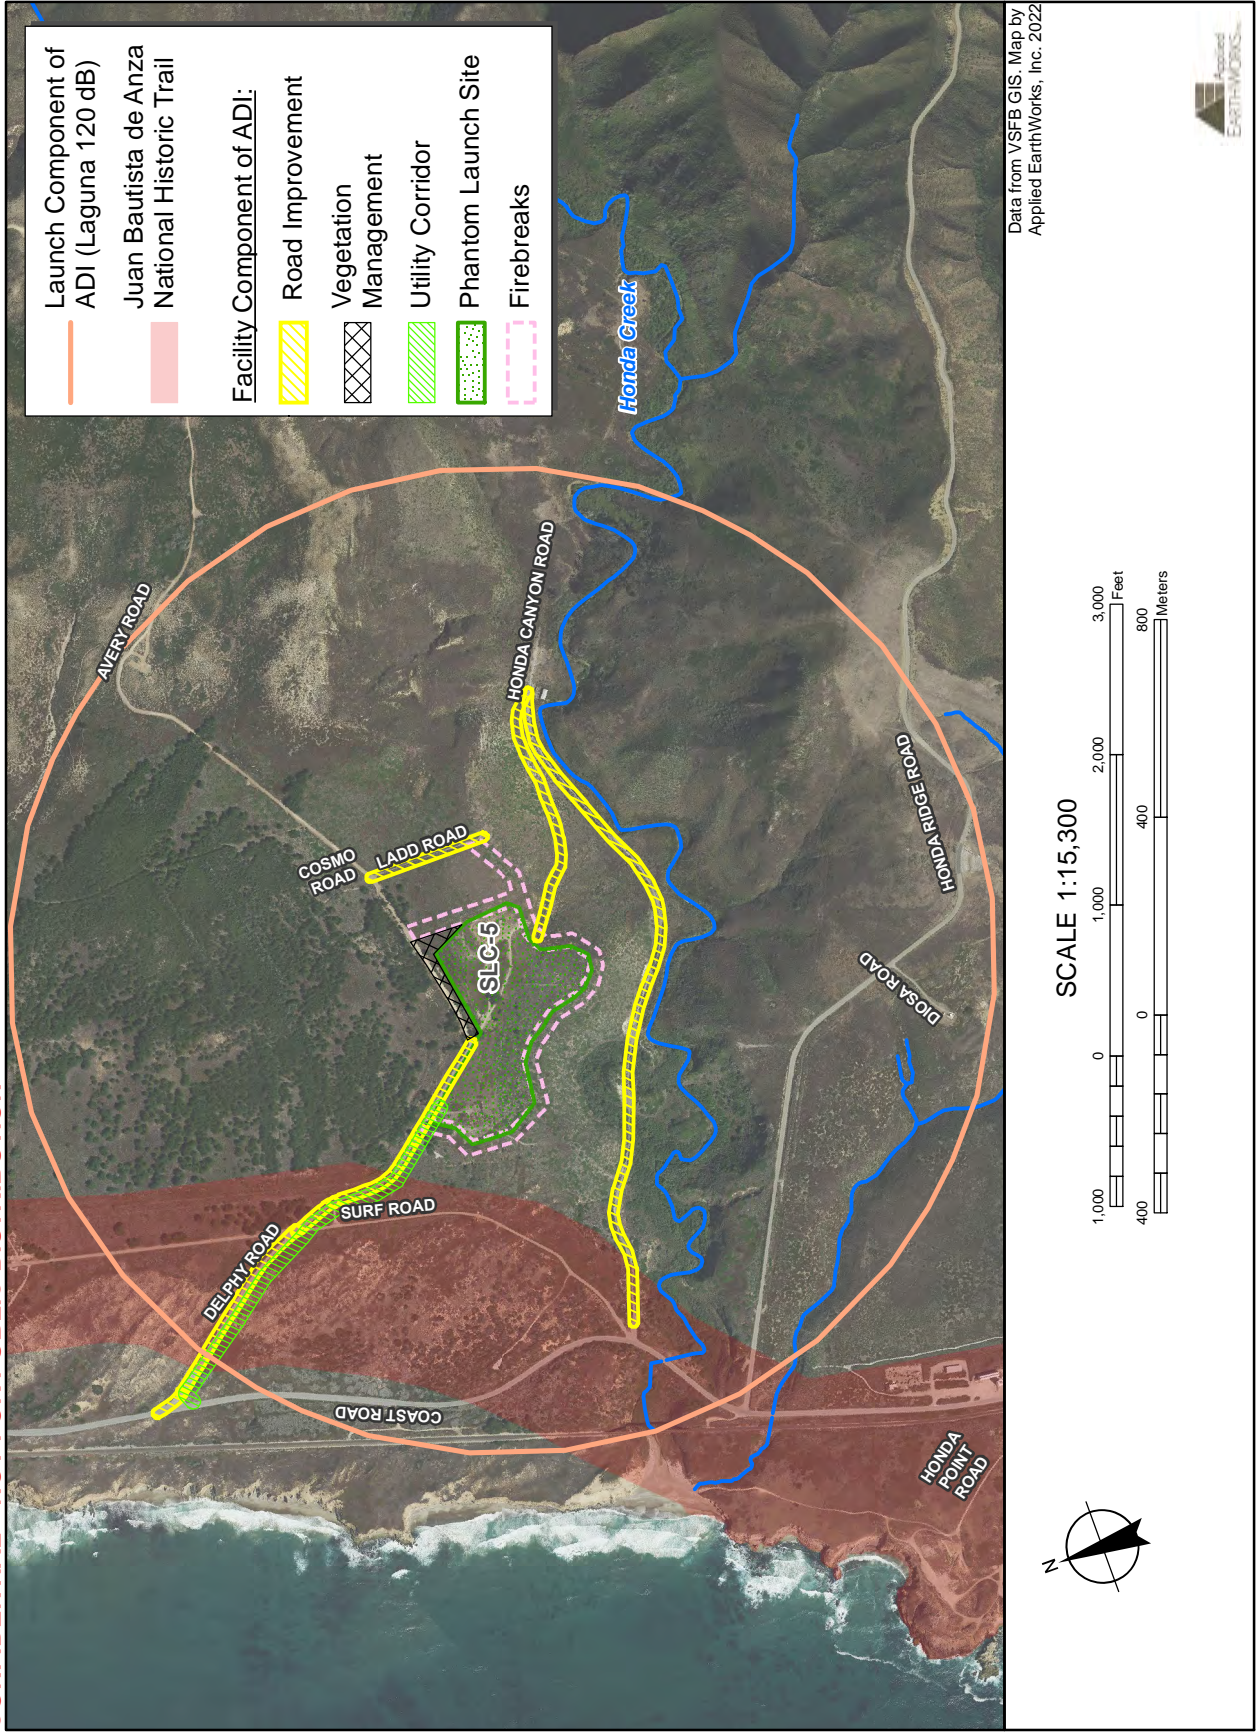 Launch Component of
ADI (Laguna 120 dB)
Juan Bautista de Anza
National Historic Trail
Facility Component of ADI:
Road Improvement
Vegetation
Management
Utility Corridor
Phantom Launch Site
Firebreaks
AVERY ROAD
COSMO
ROAD
LADD ROAD
HONDA CANYON ROAD
Honda Creek
SLC-5
DELPHY ROAD
SURF ROAD
COAST ROAD
HONDA RIDGE ROAD
DIOSA ROAD
HONDA
POINT
ROAD
N
SCALE 1:15,300
1,000 0 1,000 2,000 3,000
Feet
400 0 400 800
Meters
Data from VSFB GIS. Map by
Applied EarthWorks, Inc. 2022
Applied
EARTHWORKS